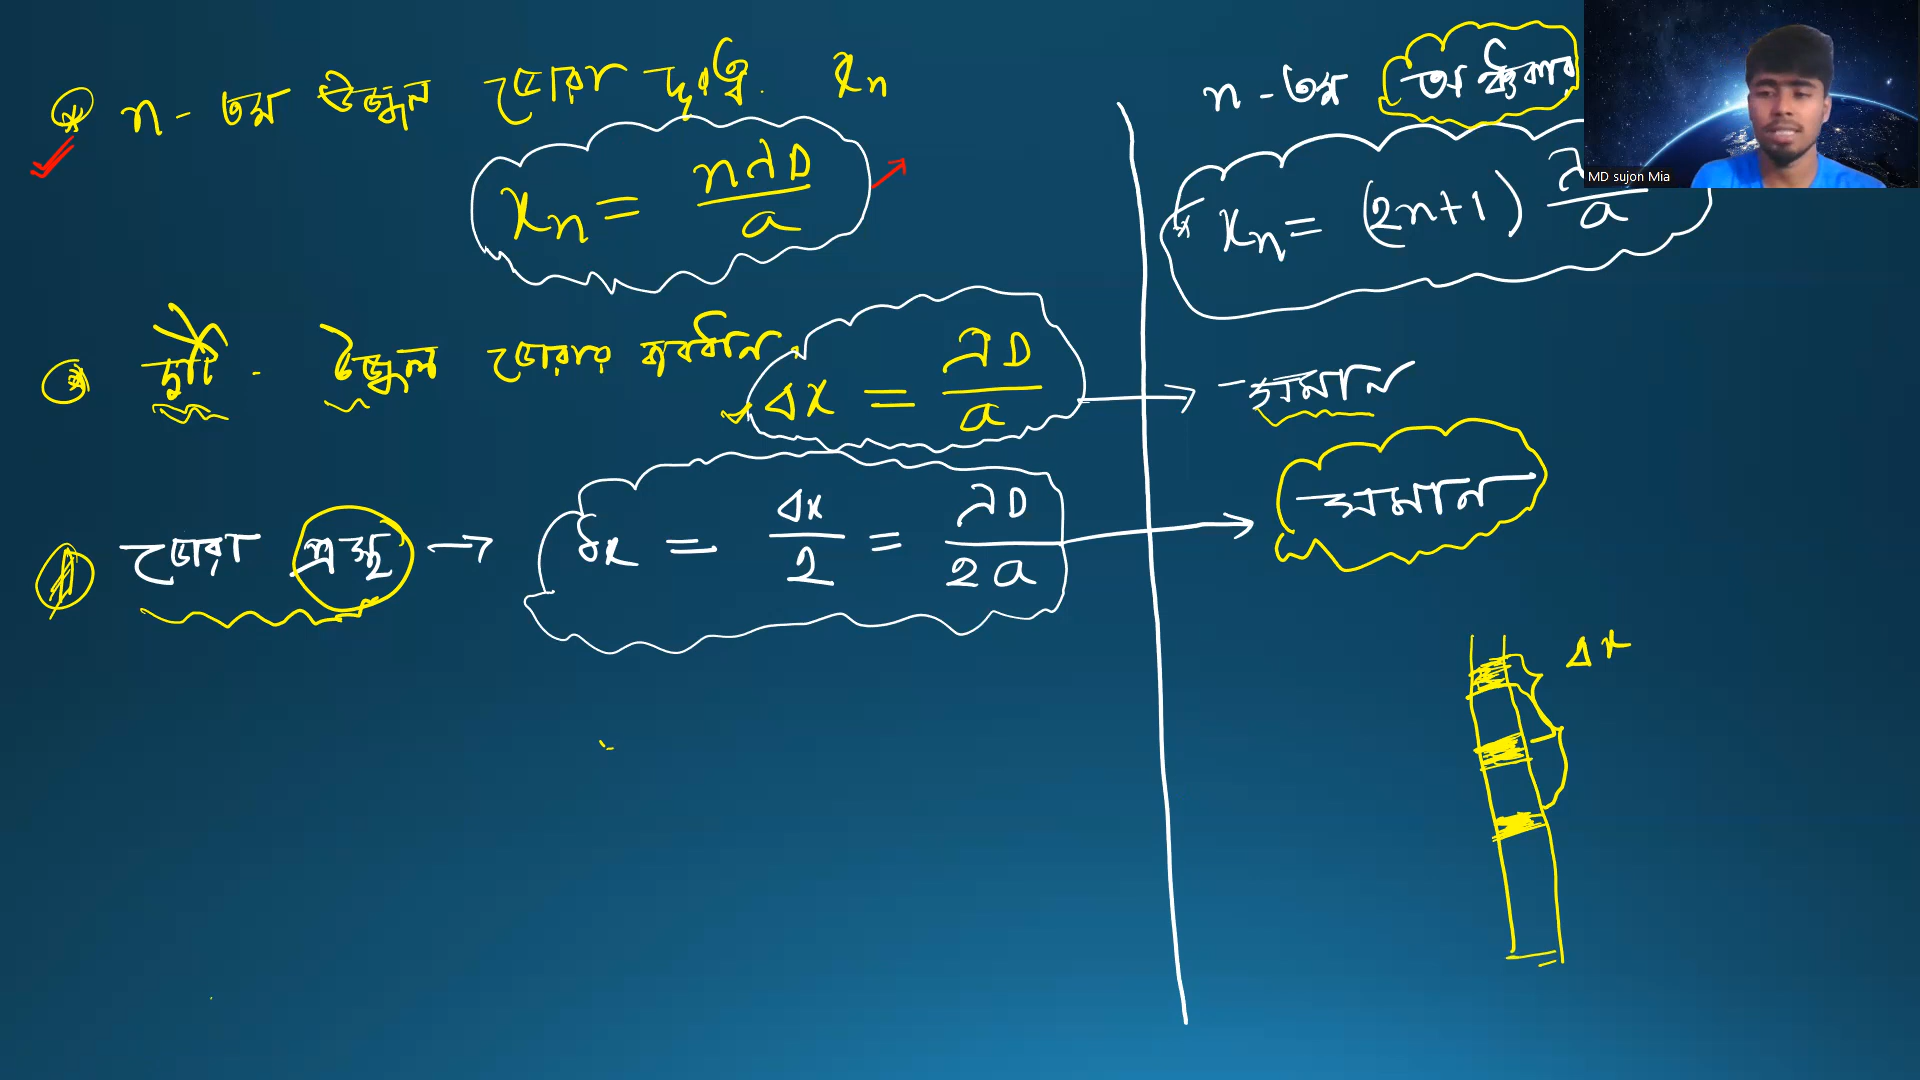 n - তম উজ্জ্বল ডোরার দূরত্ব. xn
xn = nλD/a
দুটি - উজ্জ্বল ডোরার ব্যবধান
Δx = λD/a
ডোরা প্রস্থ → δx = Δx/2 = λD/2a
n - তম অন্ধকার
xn = (2n+1) λ/a
- সমান
সমান
Δx
MD sujon Mia